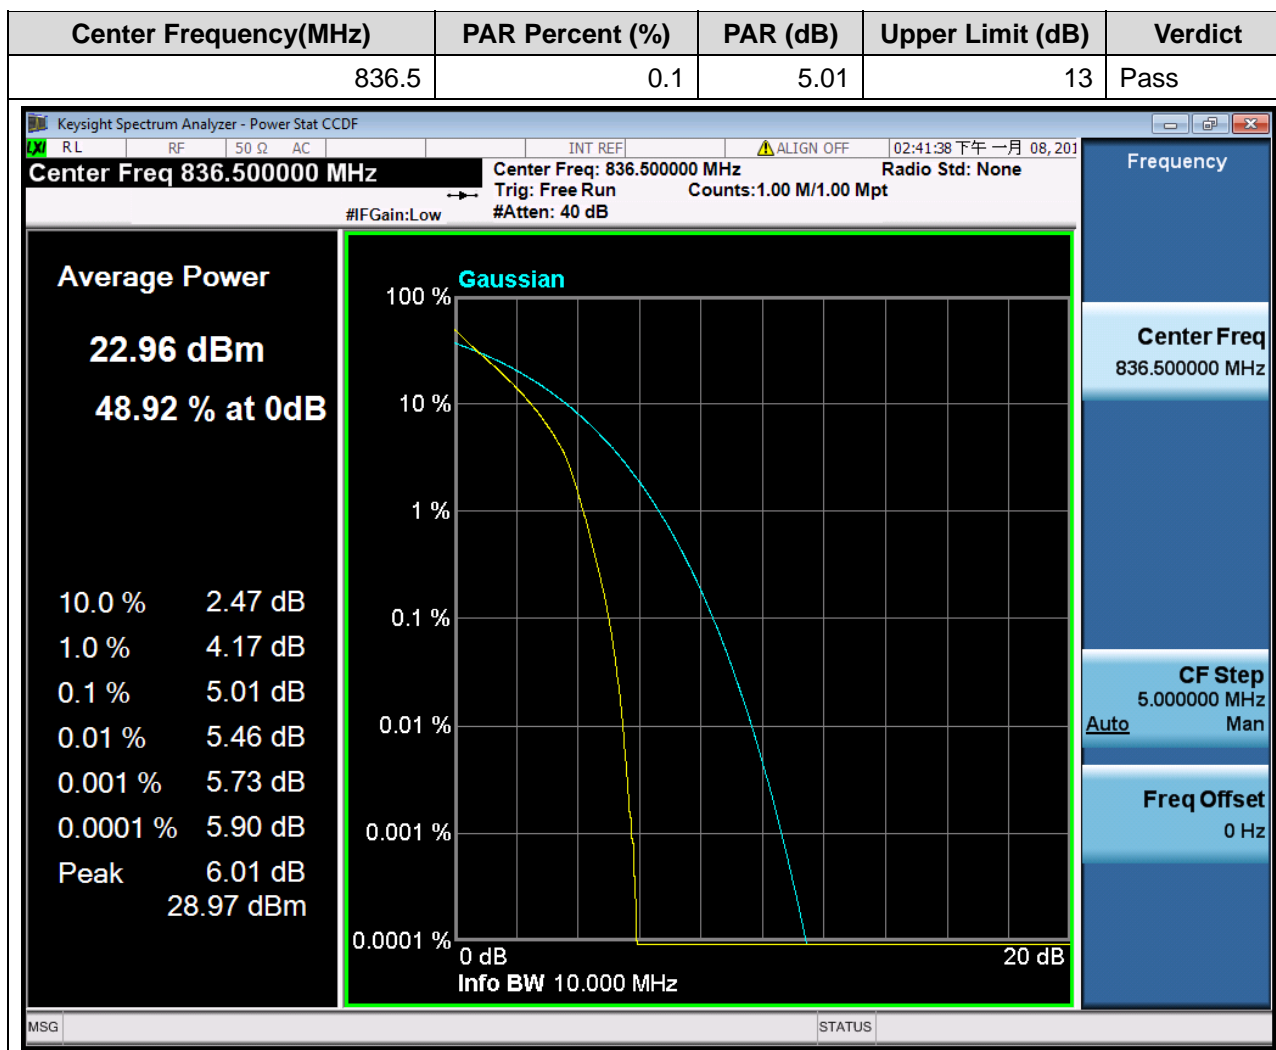 Center Frequency(MHz) PAR Percent (%) PAR (dB) Upper Limit (dB) Verdict
836.5 0.1 5.01 13 Pass
Keysight Spectrum Analyzer - Power Stat CCDF
LXI RL RF 50 Ω AC INT REF ALIGN OFF 02:41:38 下午 一月 08, 201
Center Freq 836.500000 MHz
Center Freq: 836.500000 MHz Radio Std: None
Trig: Free Run Counts:1.00 M/1.00 Mpt
#IFGain:Low #Atten: 40 dB
Average Power
22.96 dBm
48.92 % at 0dB
10.0 % 2.47 dB
1.0 % 4.17 dB
0.1 % 5.01 dB
0.01 % 5.46 dB
0.001 % 5.73 dB
0.0001 % 5.90 dB
Peak 6.01 dB
28.97 dBm
Gaussian
100 %
10 %
1 %
0.1 %
0.01 %
0.001 %
0.0001 %
0 dB 20 dB
Info BW 10.000 MHz
Frequency
Center Freq
836.500000 MHz
CF Step
5.000000 MHz
Auto Man
Freq Offset
0 Hz
MSG STATUS